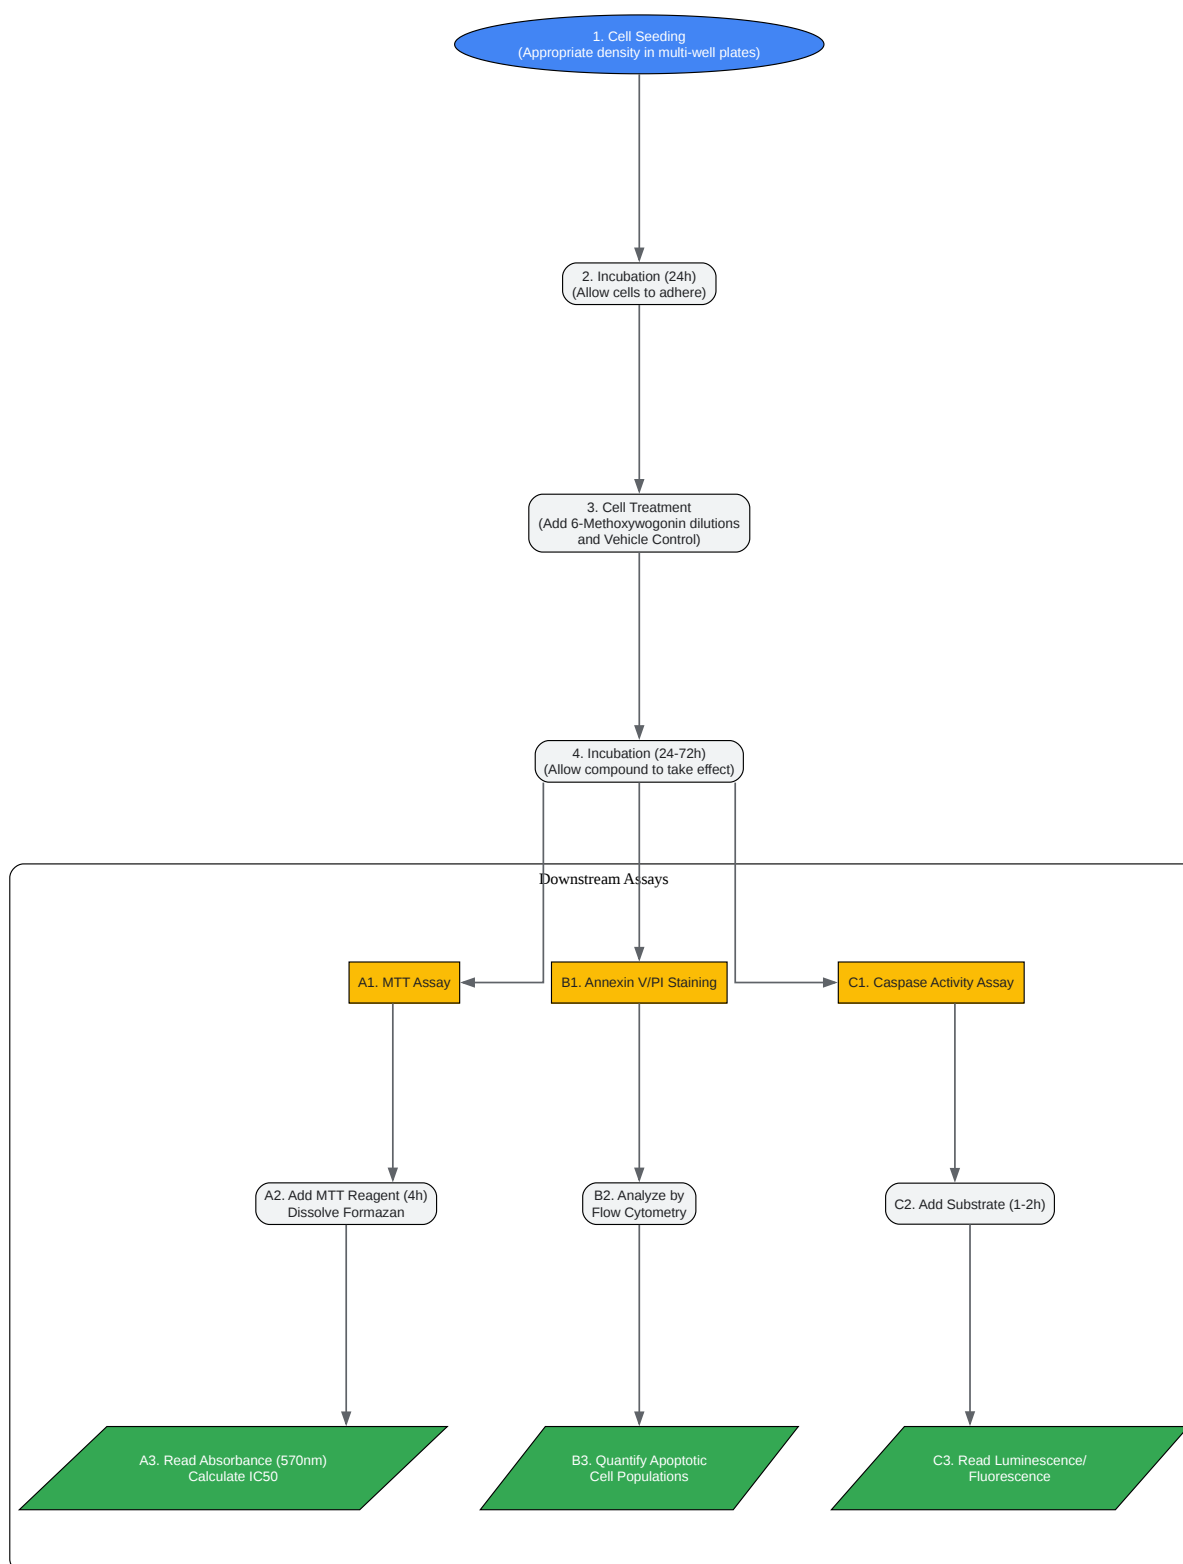 1. Cell Seeding
(Appropriate density in multi-well plates)
2. Incubation (24h)
(Allow cells to adhere)
3. Cell Treatment
(Add 6-Methoxywogonin dilutions
and Vehicle Control)
4. Incubation (24-72h)
(Allow compound to take effect)
Downstream Assays
A1. MTT Assay
B1. Annexin V/PI Staining
C1. Caspase Activity Assay
A2. Add MTT Reagent (4h)
Dissolve Formazan
B2. Analyze by
Flow Cytometry
C2. Add Substrate (1-2h)
A3. Read Absorbance (570nm)
Calculate IC50
B3. Quantify Apoptotic
Cell Populations
C3. Read Luminescence/
Fluorescence